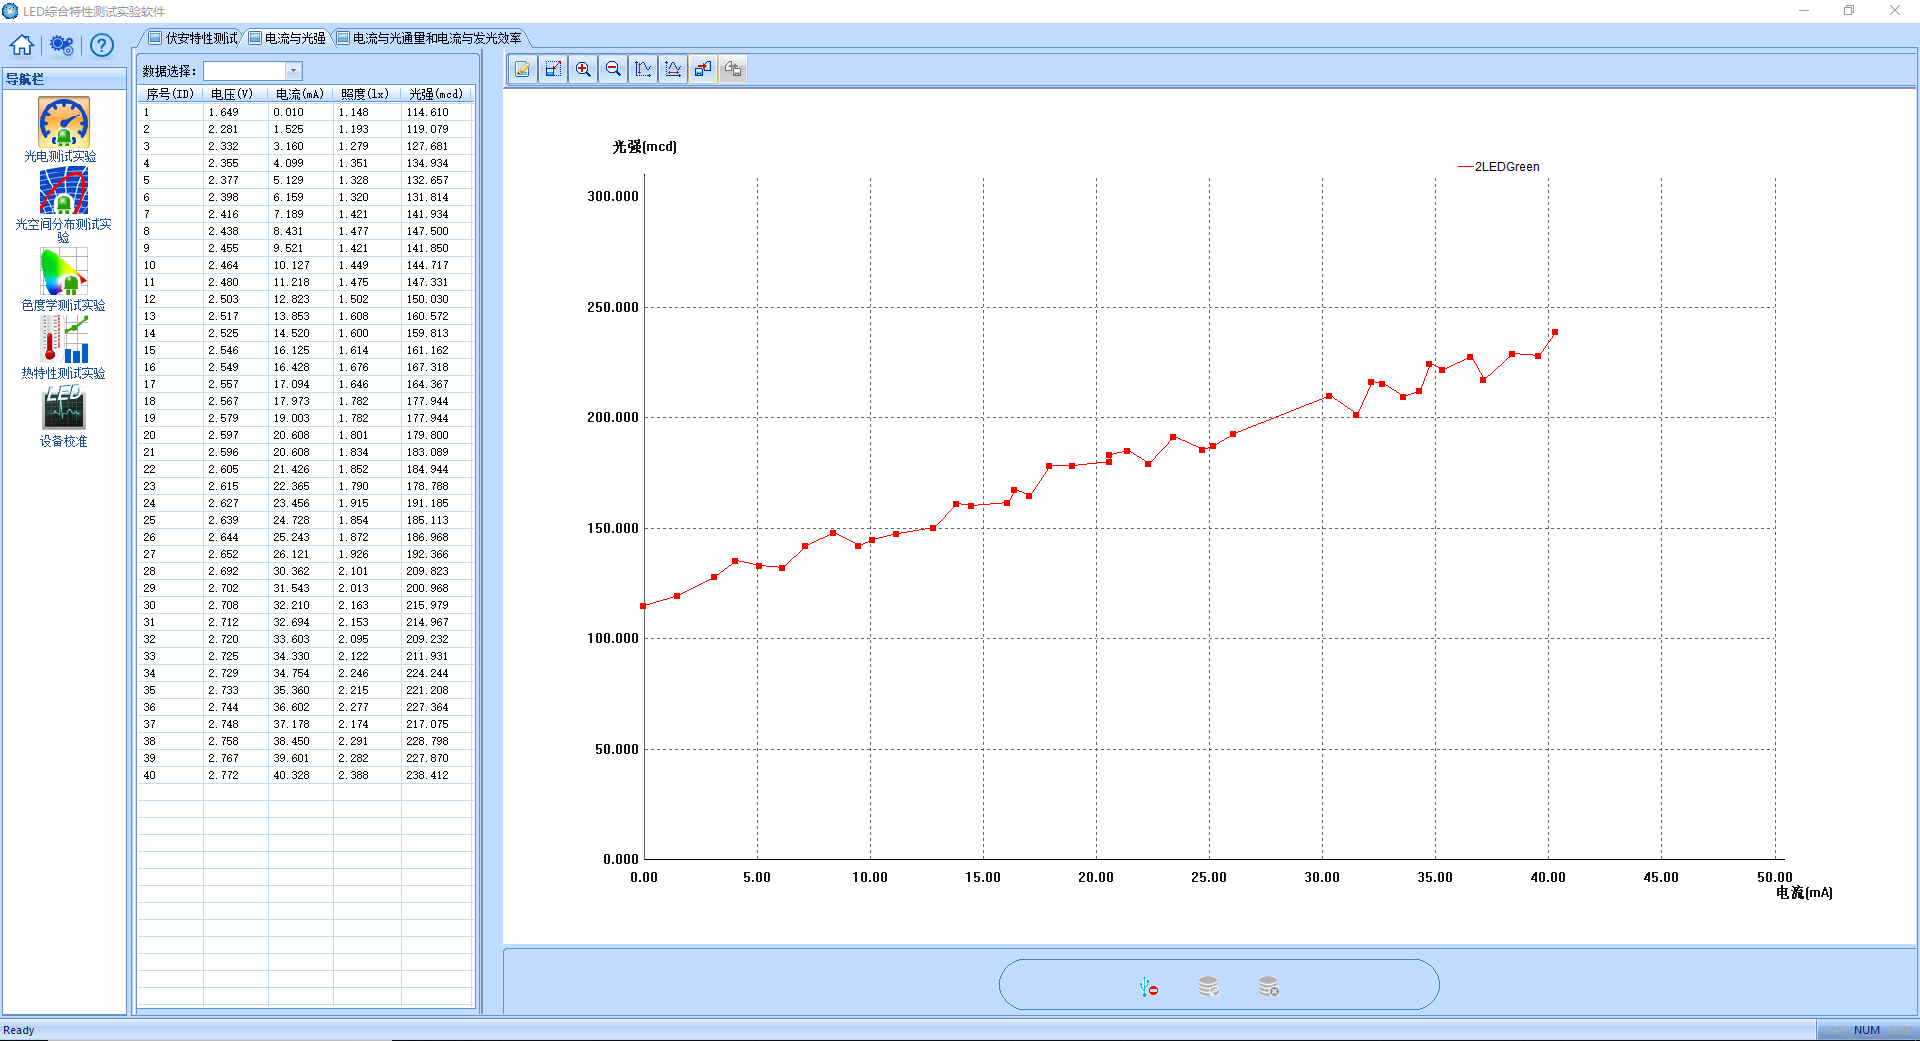 LED综合特性测试实验软件
伏安特性测试 电流与光强 电流与光通量和电流与发光效率
导航栏
光电测试实验
光空间分布测试实
验
色度学测试实验
热特性测试实验
LED
设备校准
数据选择：
序号(ID) 电压(V) 电流(mA) 照度(lx) 光强(mcd)
1 1.649 0.010 1.148 114.610
2 2.281 1.525 1.193 119.079
3 2.332 3.160 1.279 127.681
4 2.355 4.099 1.351 134.934
5 2.377 5.129 1.328 132.657
6 2.398 6.159 1.320 131.814
7 2.416 7.189 1.421 141.934
8 2.438 8.431 1.477 147.500
9 2.455 9.521 1.421 141.850
10 2.464 10.127 1.449 144.717
11 2.480 11.218 1.475 147.331
12 2.503 12.823 1.502 150.030
13 2.517 13.853 1.608 160.572
14 2.525 14.520 1.600 159.813
15 2.546 16.125 1.614 161.162
16 2.549 16.428 1.676 167.318
17 2.557 17.094 1.646 164.367
18 2.567 17.973 1.782 177.944
19 2.579 19.003 1.782 177.944
20 2.597 20.608 1.801 179.800
21 2.596 20.608 1.834 183.089
22 2.605 21.426 1.852 184.944
23 2.615 22.365 1.790 178.788
24 2.627 23.456 1.915 191.185
25 2.639 24.728 1.854 185.113
26 2.644 25.243 1.872 186.968
27 2.652 26.121 1.926 192.366
28 2.692 30.362 2.101 209.823
29 2.702 31.543 2.013 200.968
30 2.708 32.210 2.163 215.979
31 2.712 32.694 2.153 214.967
32 2.720 33.603 2.095 209.232
33 2.725 34.330 2.122 211.931
34 2.729 34.754 2.246 224.244
35 2.733 35.360 2.215 221.208
36 2.744 36.602 2.277 227.364
37 2.748 37.178 2.174 217.075
38 2.758 38.450 2.291 228.798
39 2.767 39.601 2.282 227.870
40 2.772 40.328 2.388 238.412
光强(mcd)
2LEDGreen
300.000
250.000
200.000
150.000
100.000
50.000
0.000
0.00 5.00 10.00 15.00 20.00 25.00 30.00 35.00 40.00 45.00 50.00
电流(mA)
Ready
NUM